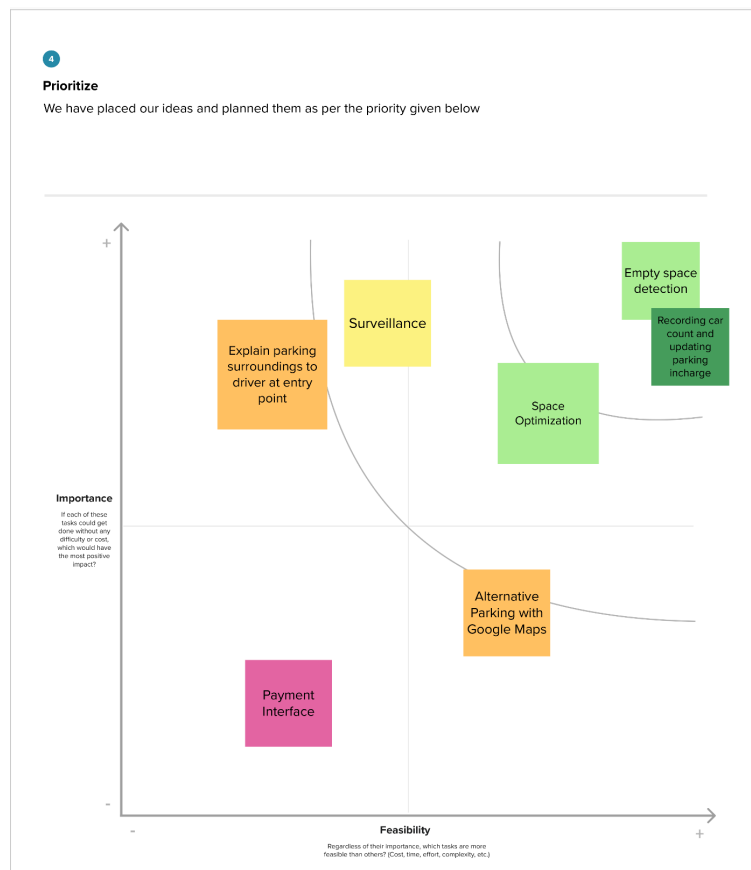 4
Prioritize
We have placed our ideas and planned them as per the priority given below
+
Empty space
detection
Recording car
count and
updating
parking
incharge
Surveillance
Explain parking
surroundings to
driver at entry
point
Space
Optimization
Importance
If each of these
tasks could get
done without any
difficulty or cost,
which would have
the most positive
impact?
Alternative
Parking with
Google Maps
Payment
Interface
-
-
Feasibility
+
Regardless of their importance, which tasks are more
feasible than others? (Cost, time, effort, complexity, etc.)